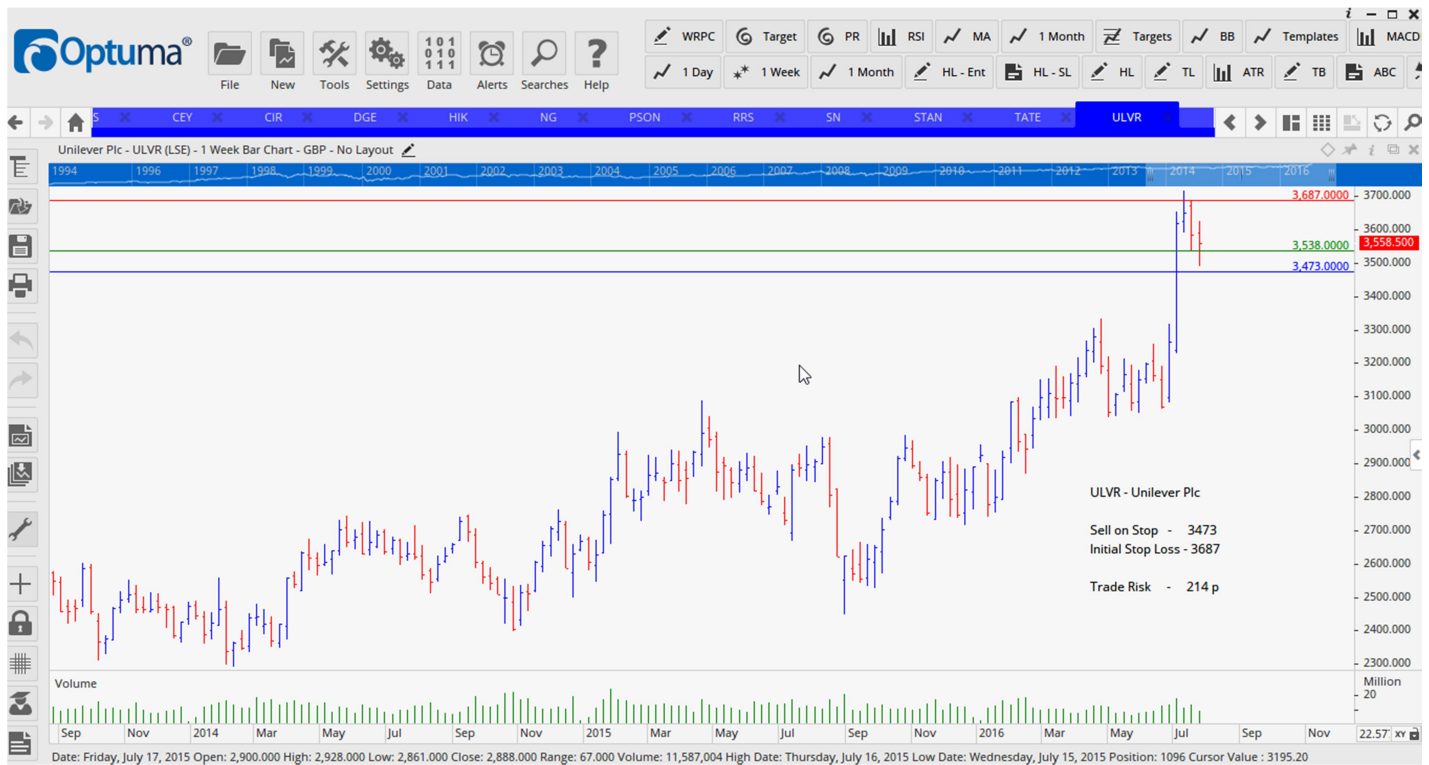 Optuma®
File New Tools Settings Data Alerts Searches Help
WRPC Target PR RSI MA 1 Month Targets BB Templates MACD
1 Day 1 Week 1 Month HL - Ent HL - SL HL TL ATR TB ABC
S CEY CIR DGE HIK NG PSON RRS SN STAN TATE ULVR
Unilever Plc - ULVR (LSE) - 1 Week Bar Chart - GBP - No Layout
1994 1996 1997 1998 1999 2000 2001 2002 2003 2004 2005 2006 2007 2008 2009 2010 2011 2012 2013 2014 2015 2016
3,687.0000 3700.000
3600.000
3,538.0000 3,558.500
3,473.0000 3500.000
3400.000
3300.000
3200.000
3100.000
3000.000
2900.000
2800.000
2700.000
2600.000
2500.000
2400.000
2300.000
ULVR - Unilever Plc
Sell on Stop - 3473
Initial Stop Loss - 3687
Trade Risk - 214 p
Volume Million
20
Sep Nov 2014 Mar May Jul Sep Nov 2015 Mar May Jul Sep Nov 2016 Mar May Jul Sep Nov 22.57 XY
Date: Friday, July 17, 2015 Open: 2,900.000 High: 2,928.000 Low: 2,861.000 Close: 2,888.000 Range: 67.000 Volume: 11,587,004 High Date: Thursday, July 16, 2015 Low Date: Wednesday, July 15, 2015 Position: 1096 Cursor Value : 3195.20